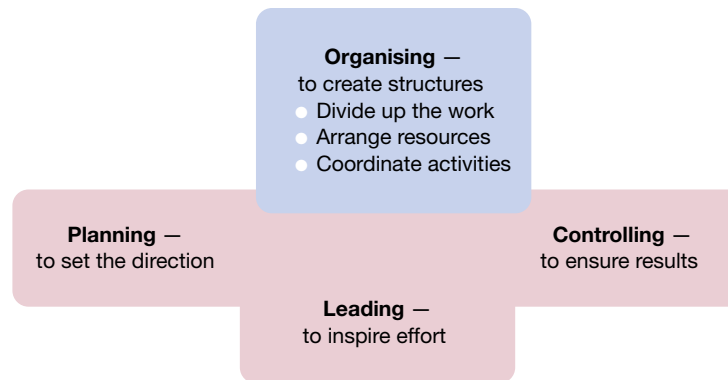 Organising —
to create structures
Divide up the work
Arrange resources
Coordinate activities
Planning —
to set the direction
Controlling —
to ensure results
Leading —
to inspire effort